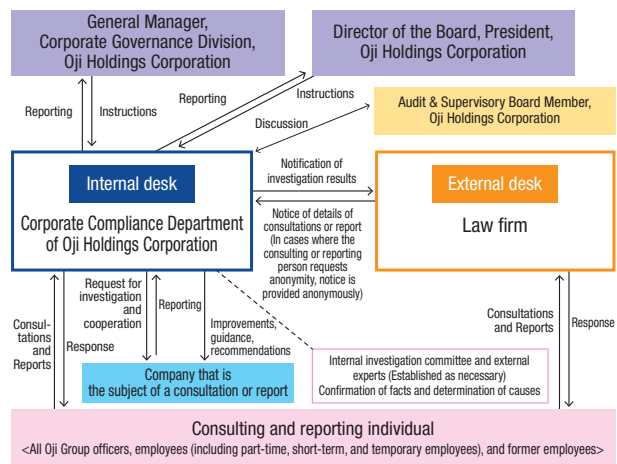 General Manager,
Corporate Governance Division,
Oji Holdings Corporation
Director of the Board, President,
Oji Holdings Corporation
Reporting
Instructions
Reporting
Instructions
Discussion
Audit & Supervisory Board Member,
Oji Holdings Corporation
Internal desk
Corporate Compliance Department
of Oji Holdings Corporation
Notification of
investigation results
Notice of details of
consultations or report
(In cases where the
consulting or reporting
person requests
anonymity, notice is
provided anonymously)
External desk
Law firm
Consul-
tations
and
Reports
Response
Request for
investigation
and
cooperation
Reporting
Improvements,
guidance,
recommendations
Consultations
and Reports
Response
Company that is
the subject of a consultation or report
Internal investigation committee and external
experts (Established as necessary)
Confirmation of facts and determination of causes
Consulting and reporting individual
<All Oji Group officers, employees (including part-time, short-term, and temporary employees), and former employees>